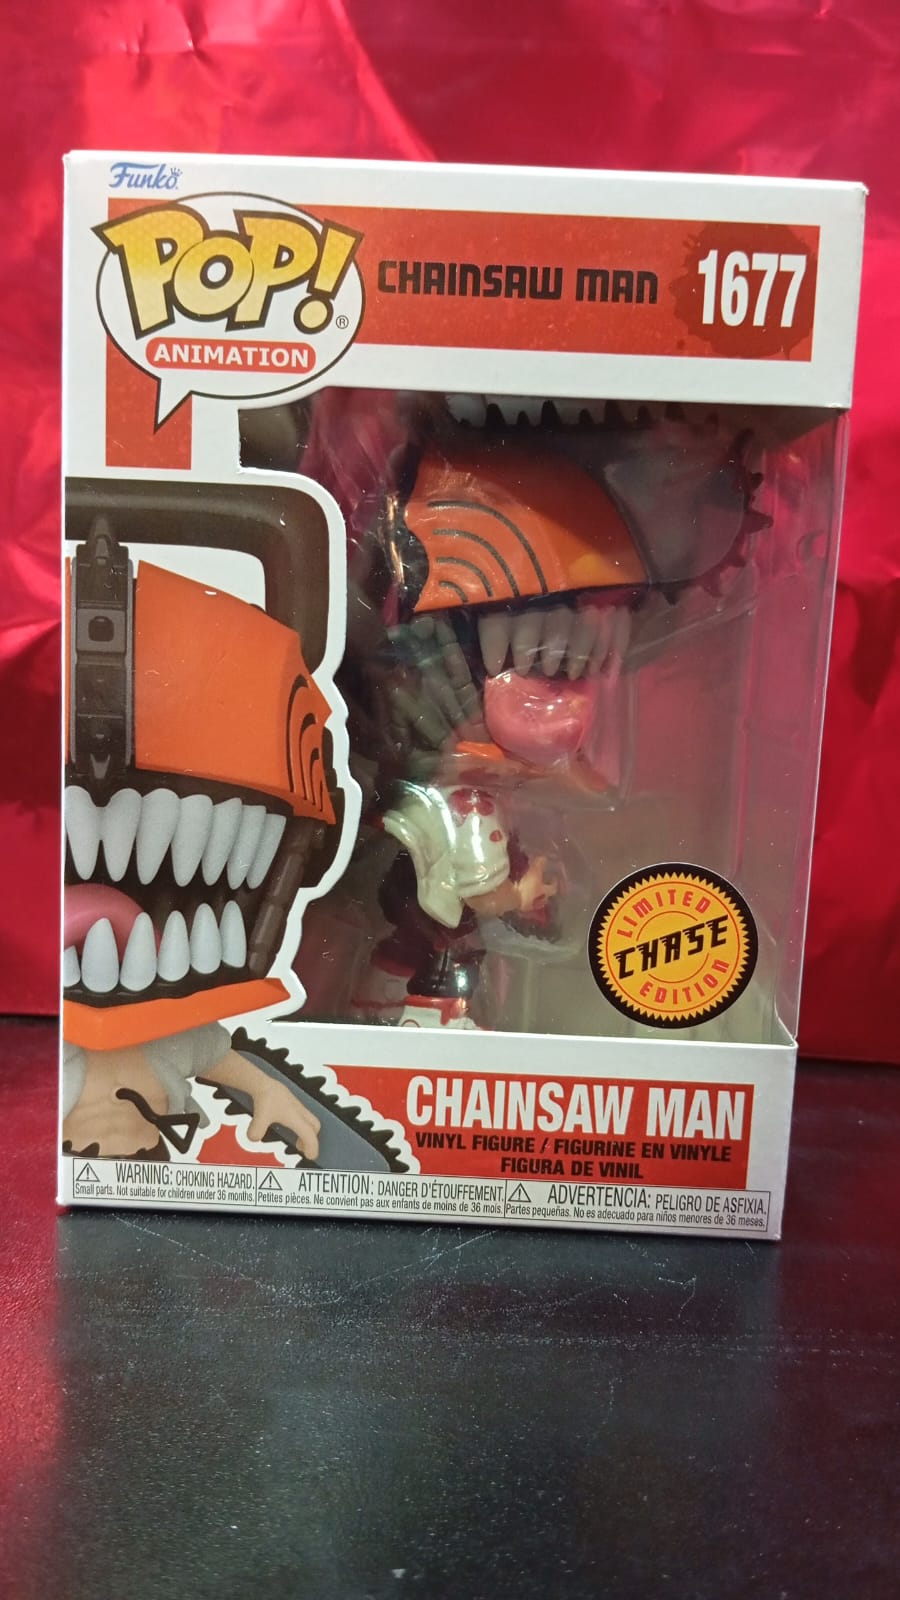 Funko
POP!®
ANIMATION
CHAINSAW MAN
1677
LIMITED
CHASE
EDITION
CHAINSAW MAN
VINYL FIGURE / FIGURINE EN VINYLE
FIGURA DE VINIL
WARNING: CHOKING HAZARD.
Small parts. Not suitable for children under 36 months.
ATTENTION: DANGER D'ÉTOUFFEMENT.
Petites pièces. Ne convient pas aux enfants de moins de 36 mois.
ADVERTENCIA: PELIGRO DE ASFIXIA.
Partes pequeñas. No es adecuado para niños menores de 36 meses.